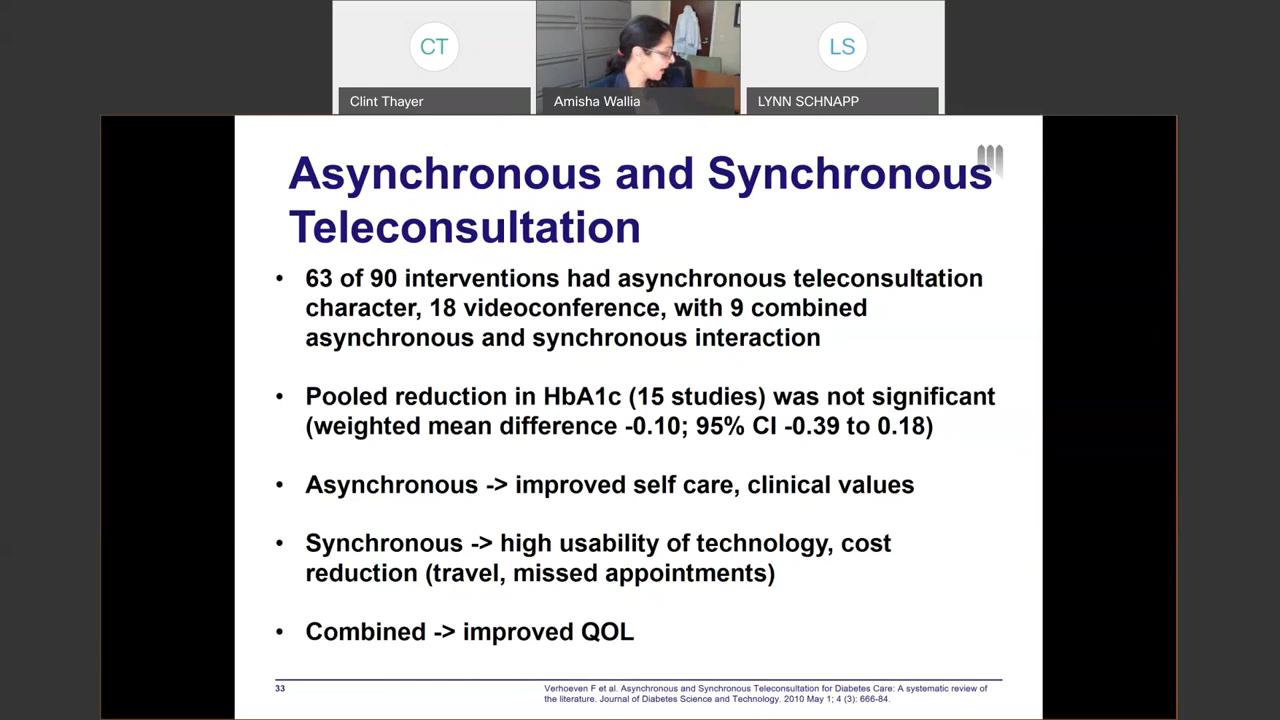 CT
LS
Clint Thayer
Amisha Wallia
LYNN SCHNAPP
Asynchronous and Synchronous
Teleconsultation
• 63 of 90 interventions had asynchronous teleconsultation
character, 18 videoconference, with 9 combined
asynchronous and synchronous interaction
• Pooled reduction in HbA1c (15 studies) was not significant
(weighted mean difference -0.10; 95% CI -0.39 to 0.18)
• Asynchronous -> improved self care, clinical values
• Synchronous -> high usability of technology, cost
reduction (travel, missed appointments)
• Combined -> improved QOL
33
Verhoeven F et al. Asynchronous and Synchronous Teleconsultation for Diabetes Care: A systematic review of
the literature. Journal of Diabetes Science and Technology. 2010 May 1; 4 (3): 666-84.